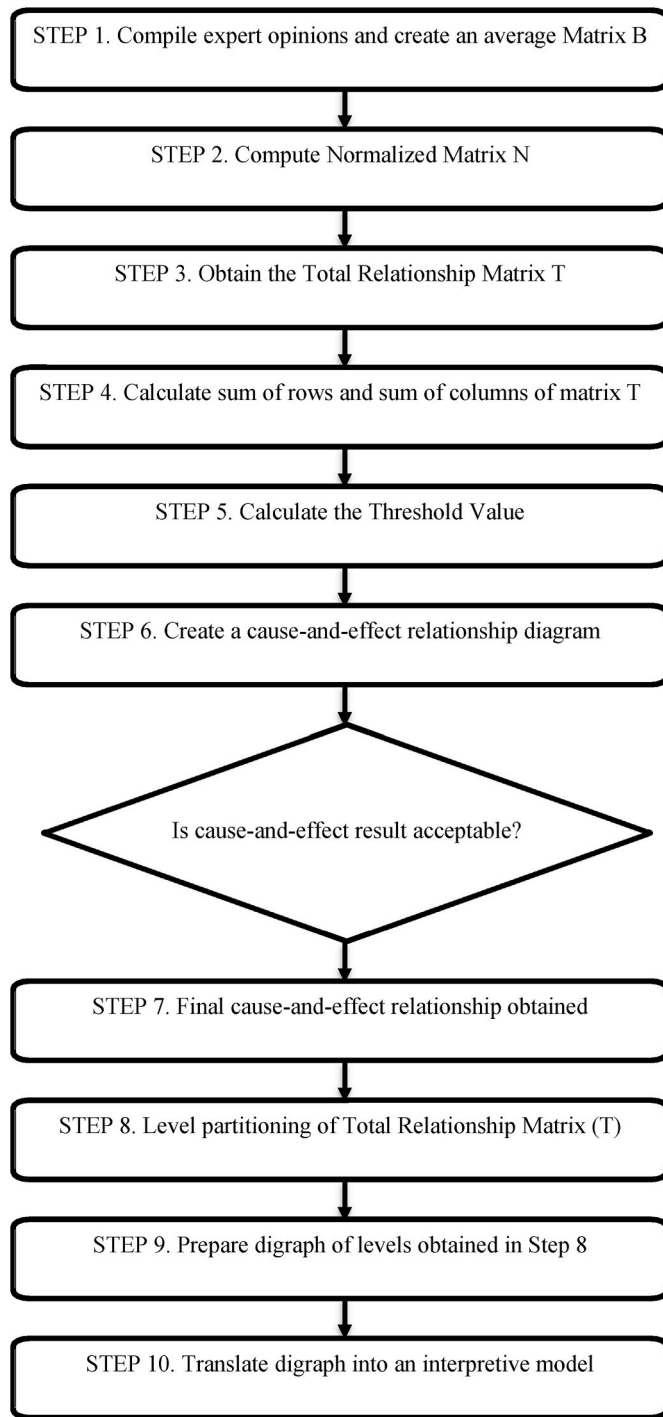 STEP 1. Compile expert opinions and create an average Matrix B
STEP 2. Compute Normalized Matrix N
STEP 3. Obtain the Total Relationship Matrix T
STEP 4. Calculate sum of rows and sum of columns of matrix T
STEP 5. Calculate the Threshold Value
STEP 6. Create a cause-and-effect relationship diagram
Is cause-and-effect result acceptable?
STEP 7. Final cause-and-effect relationship obtained
STEP 8. Level partitioning of Total Relationship Matrix (T)
STEP 9. Prepare digraph of levels obtained in Step 8
STEP 10. Translate digraph into an interpretive model